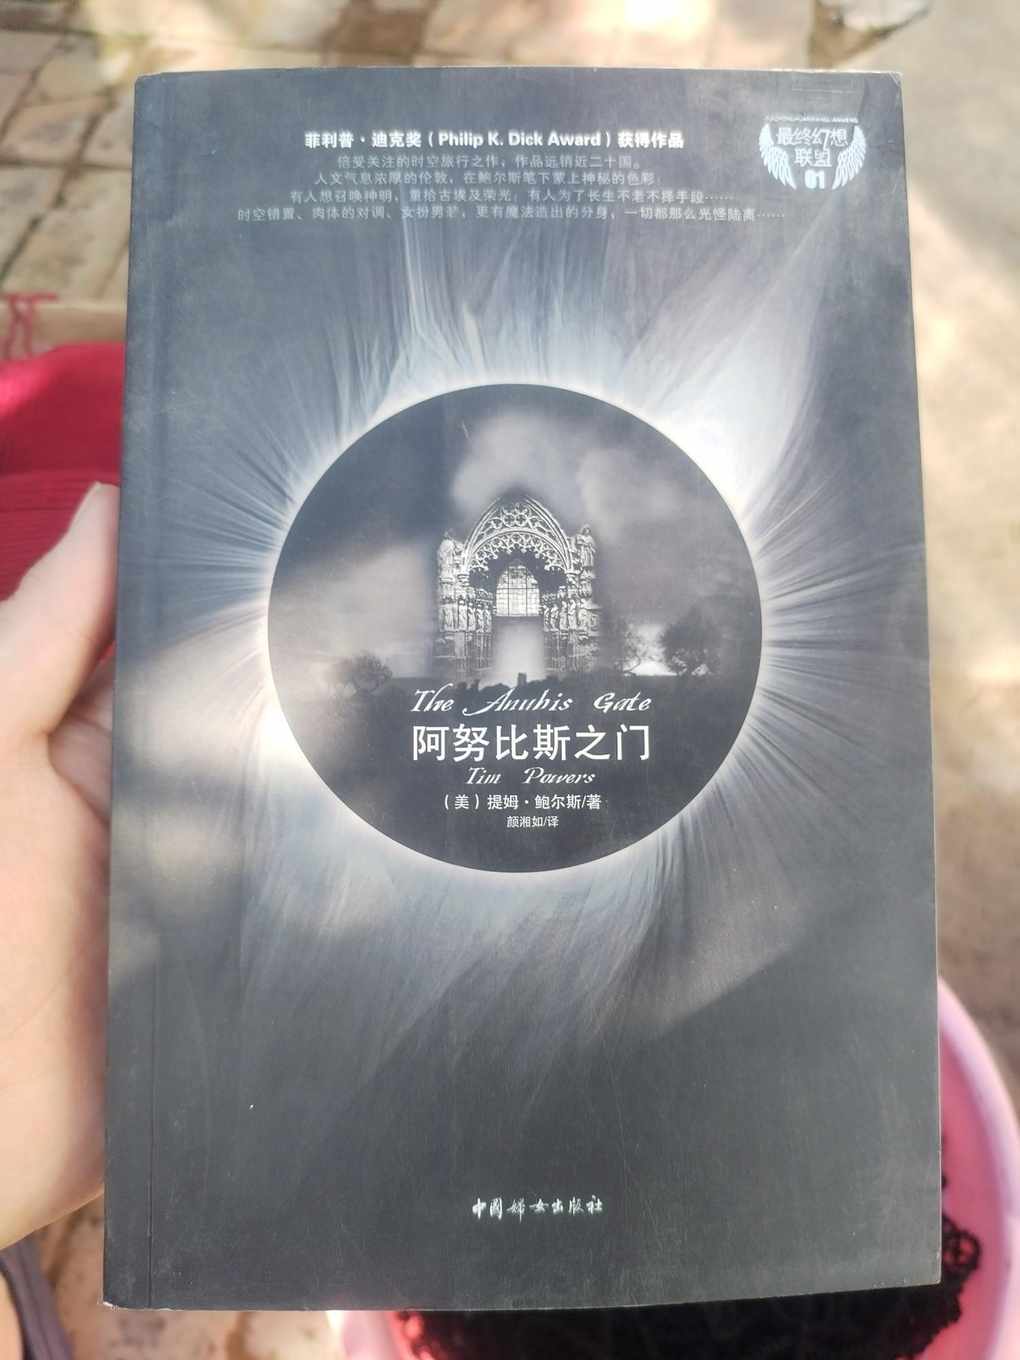 菲利普·迪克奖（Philip K. Dick Award）获得作品
倍受关注的时空旅行之作，作品远销近二十国。
人文气息浓厚的伦敦，在鲍尔斯笔下蒙上神秘的色彩：
有人想召唤神明，重拾古埃及荣光；有人为了长生不老不择手段……
时空错置、肉体的对调、女扮男装，更有魔法造出的分身，一切都那么光怪陆离……
最终幻想
联盟
01
The Anubis Gate
阿努比斯之门
Tim Powers
（美）提姆·鲍尔斯/著
颜湘如/译
中国妇女出版社